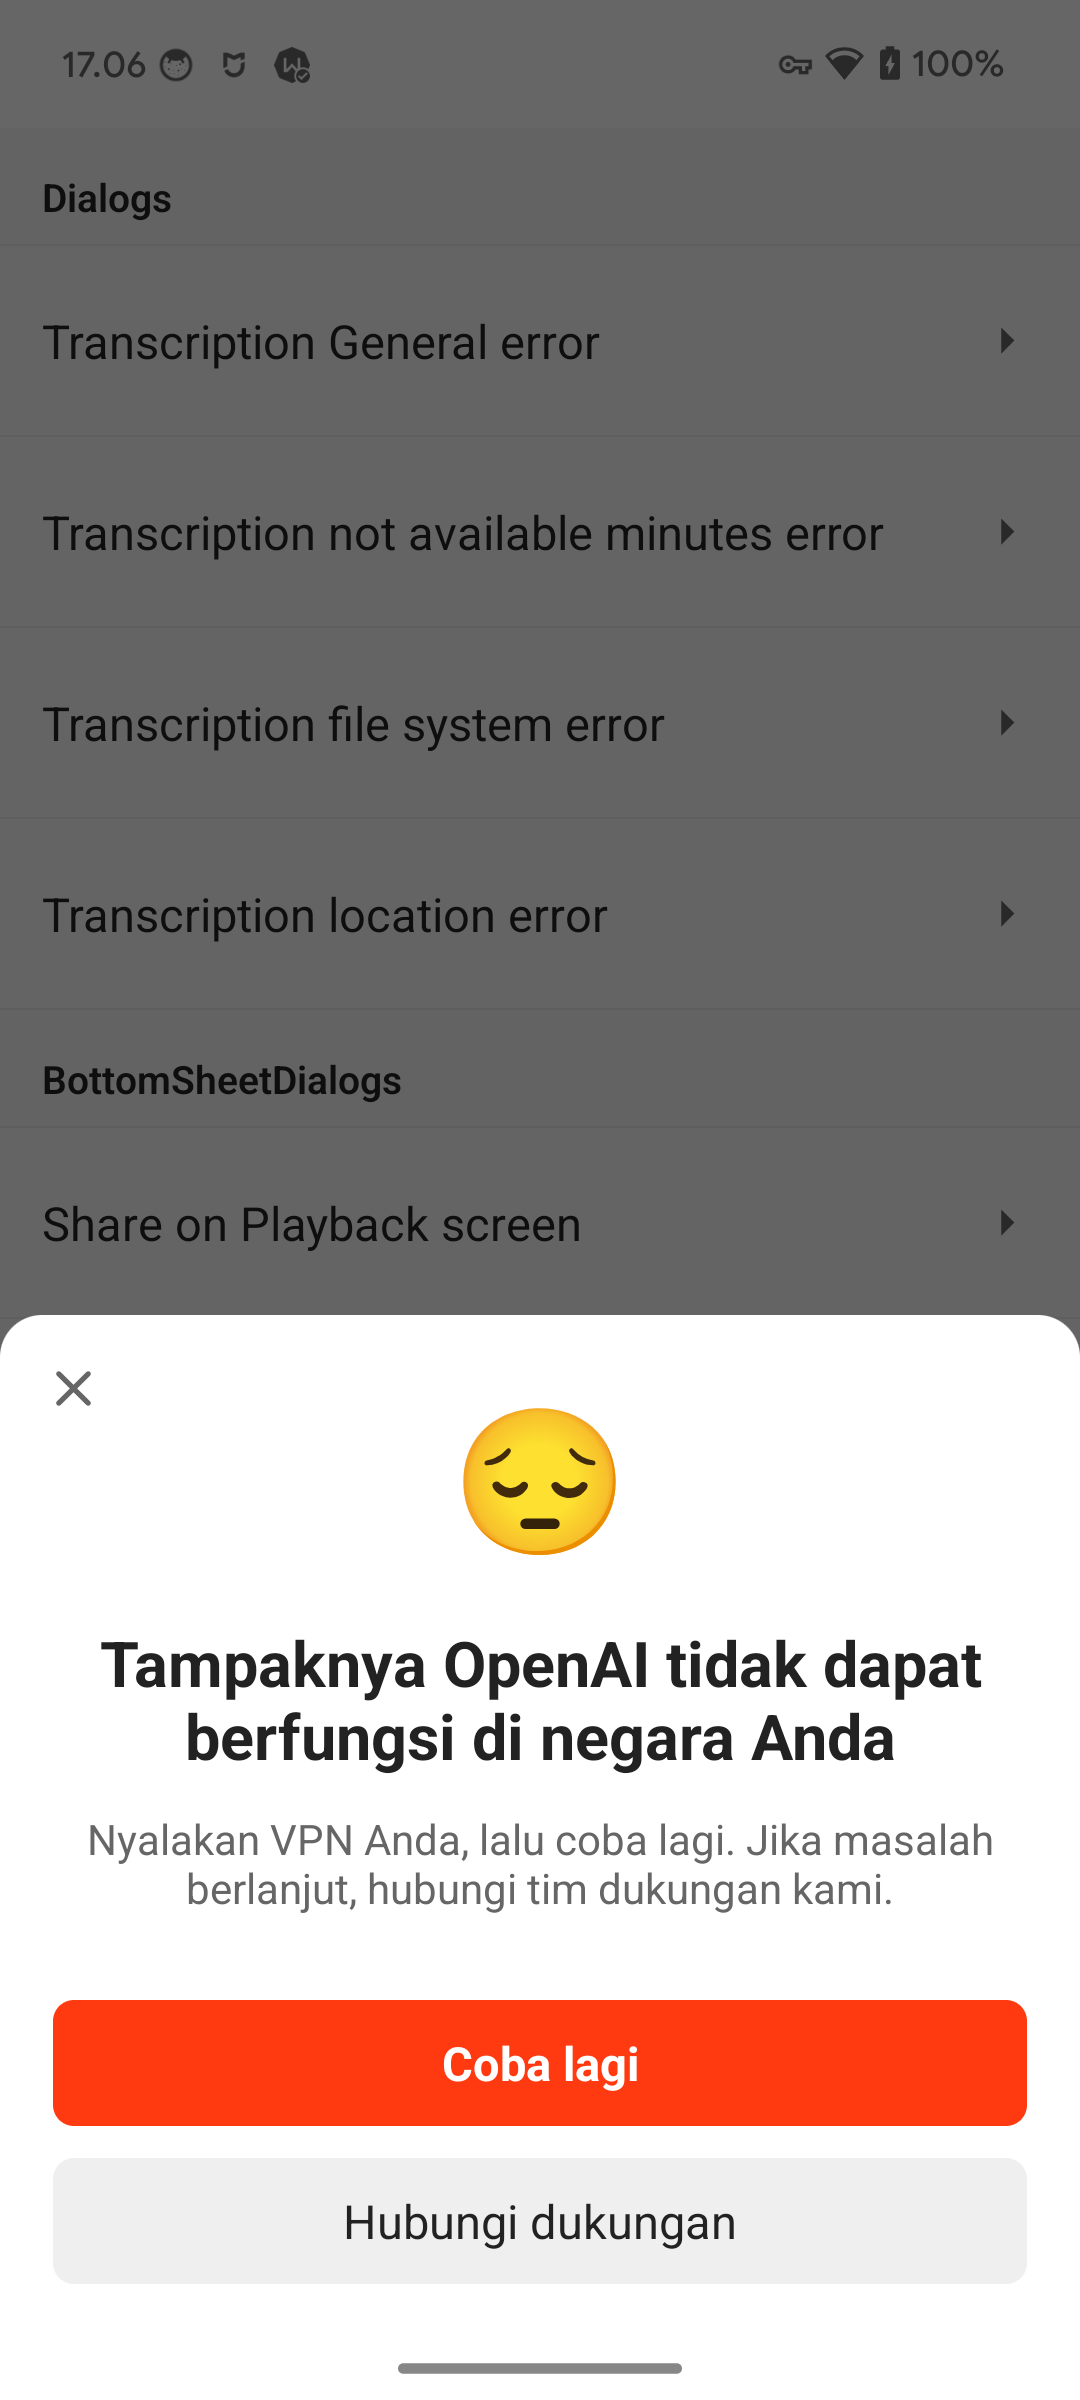 17.06
100%
Dialogs
Transcription General error
Transcription not available minutes error
Transcription file system error
Transcription location error
BottomSheetDialogs
Share on Playback screen
Tampaknya OpenAI tidak dapat
berfungsi di negara Anda
Nyalakan VPN Anda, lalu coba lagi. Jika masalah
berlanjut, hubungi tim dukungan kami.
Coba lagi
Hubungi dukungan